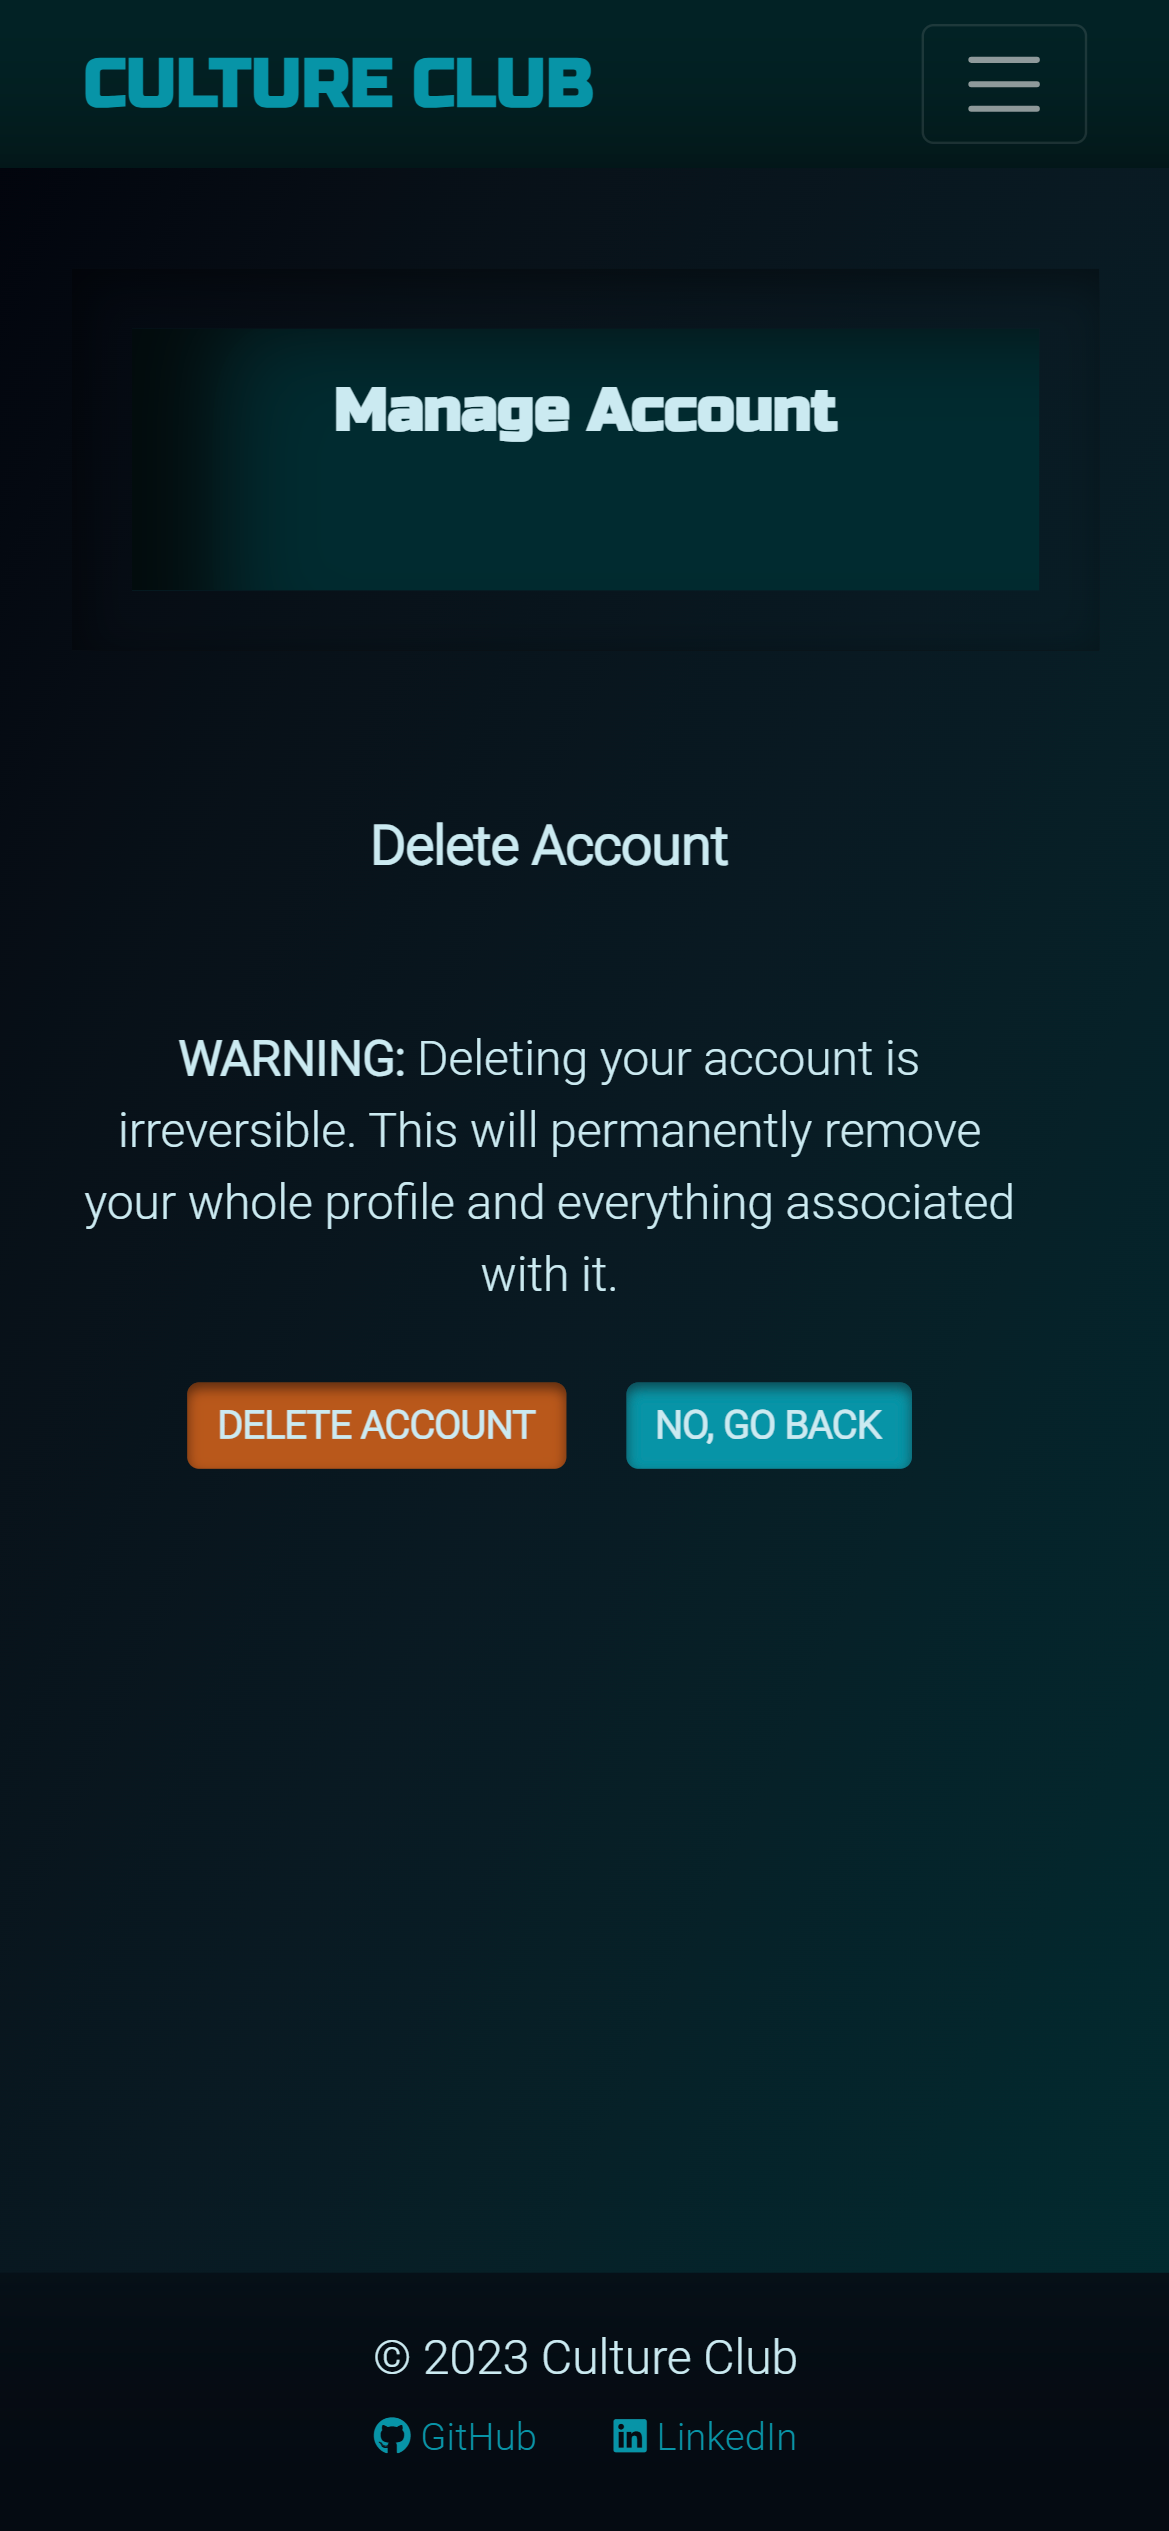 CULTURE CLUB
Manage Account
Delete Account
WARNING: Deleting your account is
irreversible. This will permanently remove
your whole profile and everything associated
with it.
DELETE ACCOUNT NO, GO BACK
© 2023 Culture Club
GitHub LinkedIn